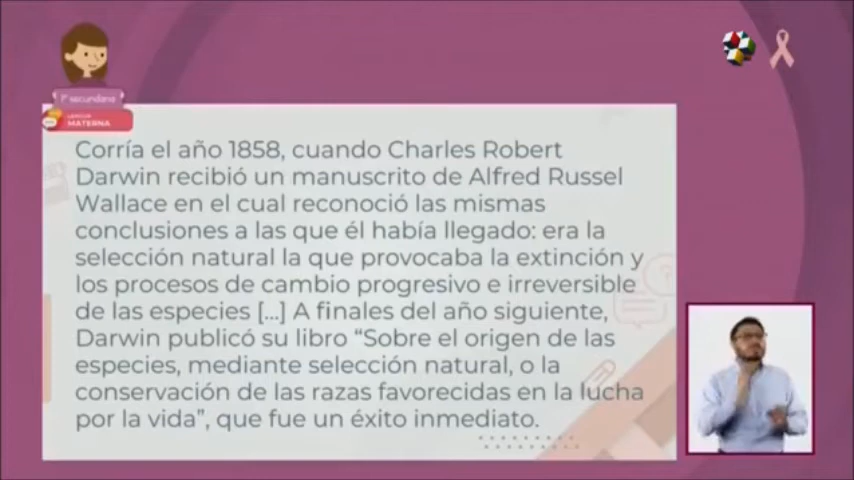 1° secundaria
LENGUA
MATERNA
Corría el año 1858, cuando Charles Robert
Darwin recibió un manuscrito de Alfred Russel
Wallace en el cual reconoció las mismas
conclusiones a las que él había llegado: era la
selección natural la que provocaba la extinción y
los procesos de cambio progresivo e irreversible
de las especies [...] A finales del año siguiente,
Darwin publicó su libro “Sobre el origen de las
especies, mediante selección natural, o la
conservación de las razas favorecidas en la lucha
por la vida”, que fue un éxito inmediato.